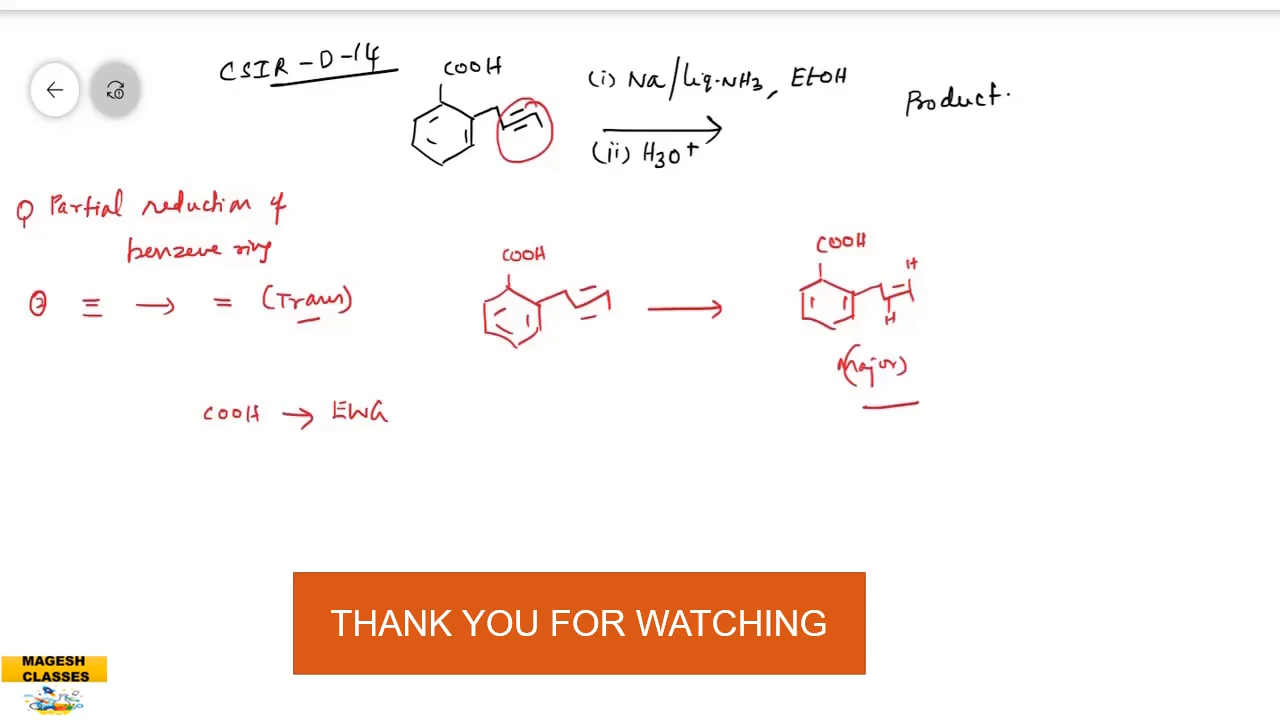 CSIR-D-14
COOH
(i) Na/liq.NH3, EtOH
(ii) H3O+
Product.
Partial reduction of
benzene ring
② ≡ → = (Trans)
COOH
COOH
H
H
(Major)
COOH → EWG
THANK YOU FOR WATCHING
MAGESH
CLASSES